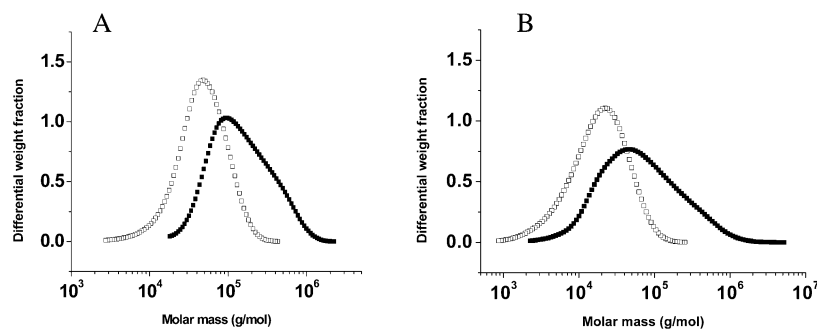 A
B
Differential weight fraction
1.5
1.0
0.5
0.0
10³ 10⁴ 10⁵ 10⁶
Molar mass (g/mol)
Differential weight fraction
1.5
1.0
0.5
0.0
10³ 10⁴ 10⁵ 10⁶ 10⁷
Molar mass (g/mol)